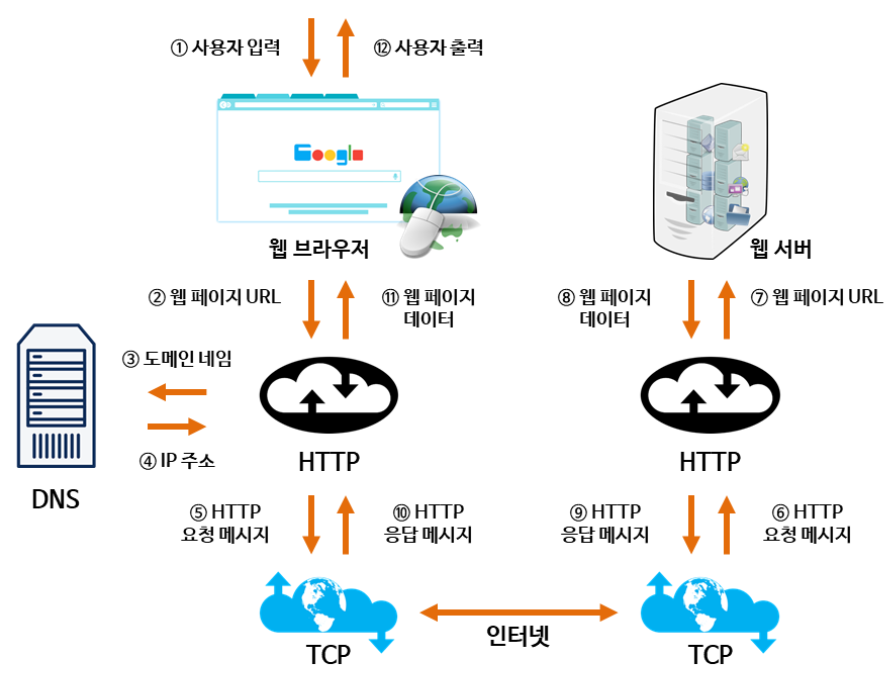 ① 사용자 입력
⑫ 사용자 출력
Google
웹 브라우저
웹 서버
② 웹 페이지 URL
⑪ 웹 페이지
데이터
⑧ 웹 페이지
데이터
⑦ 웹 페이지 URL
③ 도메인 네임
④ IP 주소
DNS
HTTP
HTTP
⑤ HTTP
요청 메시지
⑩ HTTP
응답 메시지
⑨ HTTP
응답 메시지
⑥ HTTP
요청 메시지
인터넷
TCP
TCP